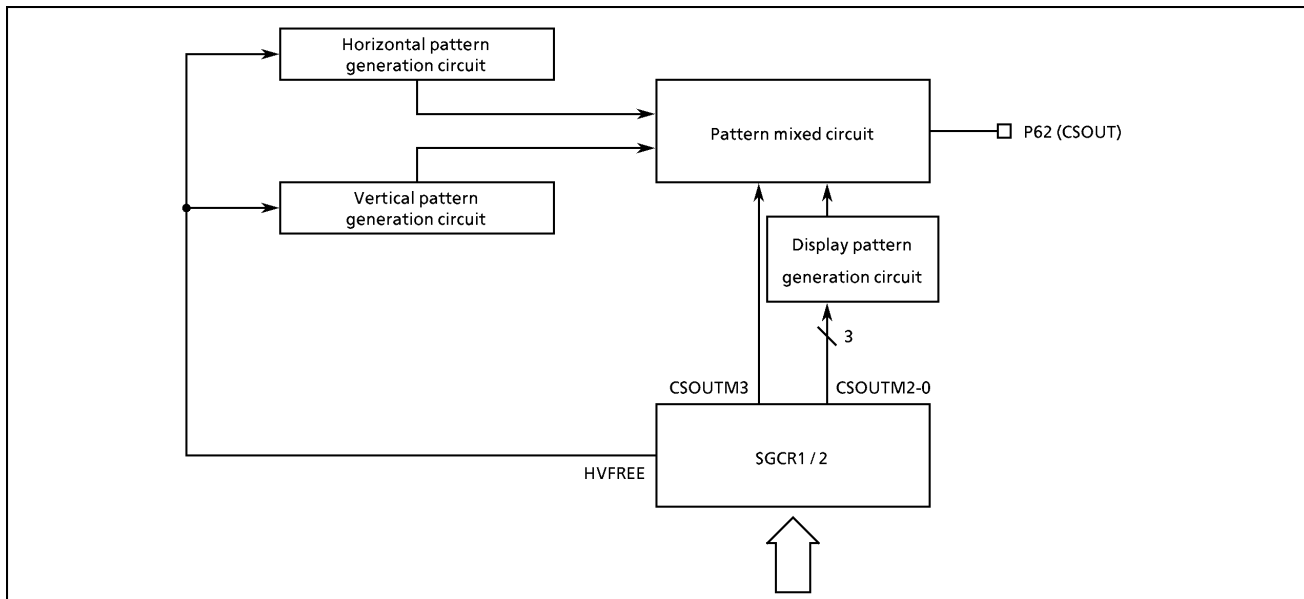 Horizontal pattern
generation circuit
Pattern mixed circuit
P62 (CSOUT)
Vertical pattern
generation circuit
Display pattern
generation circuit
3
CSOUTM3
CSOUTM2-0
SGCR1 / 2
HVFREE